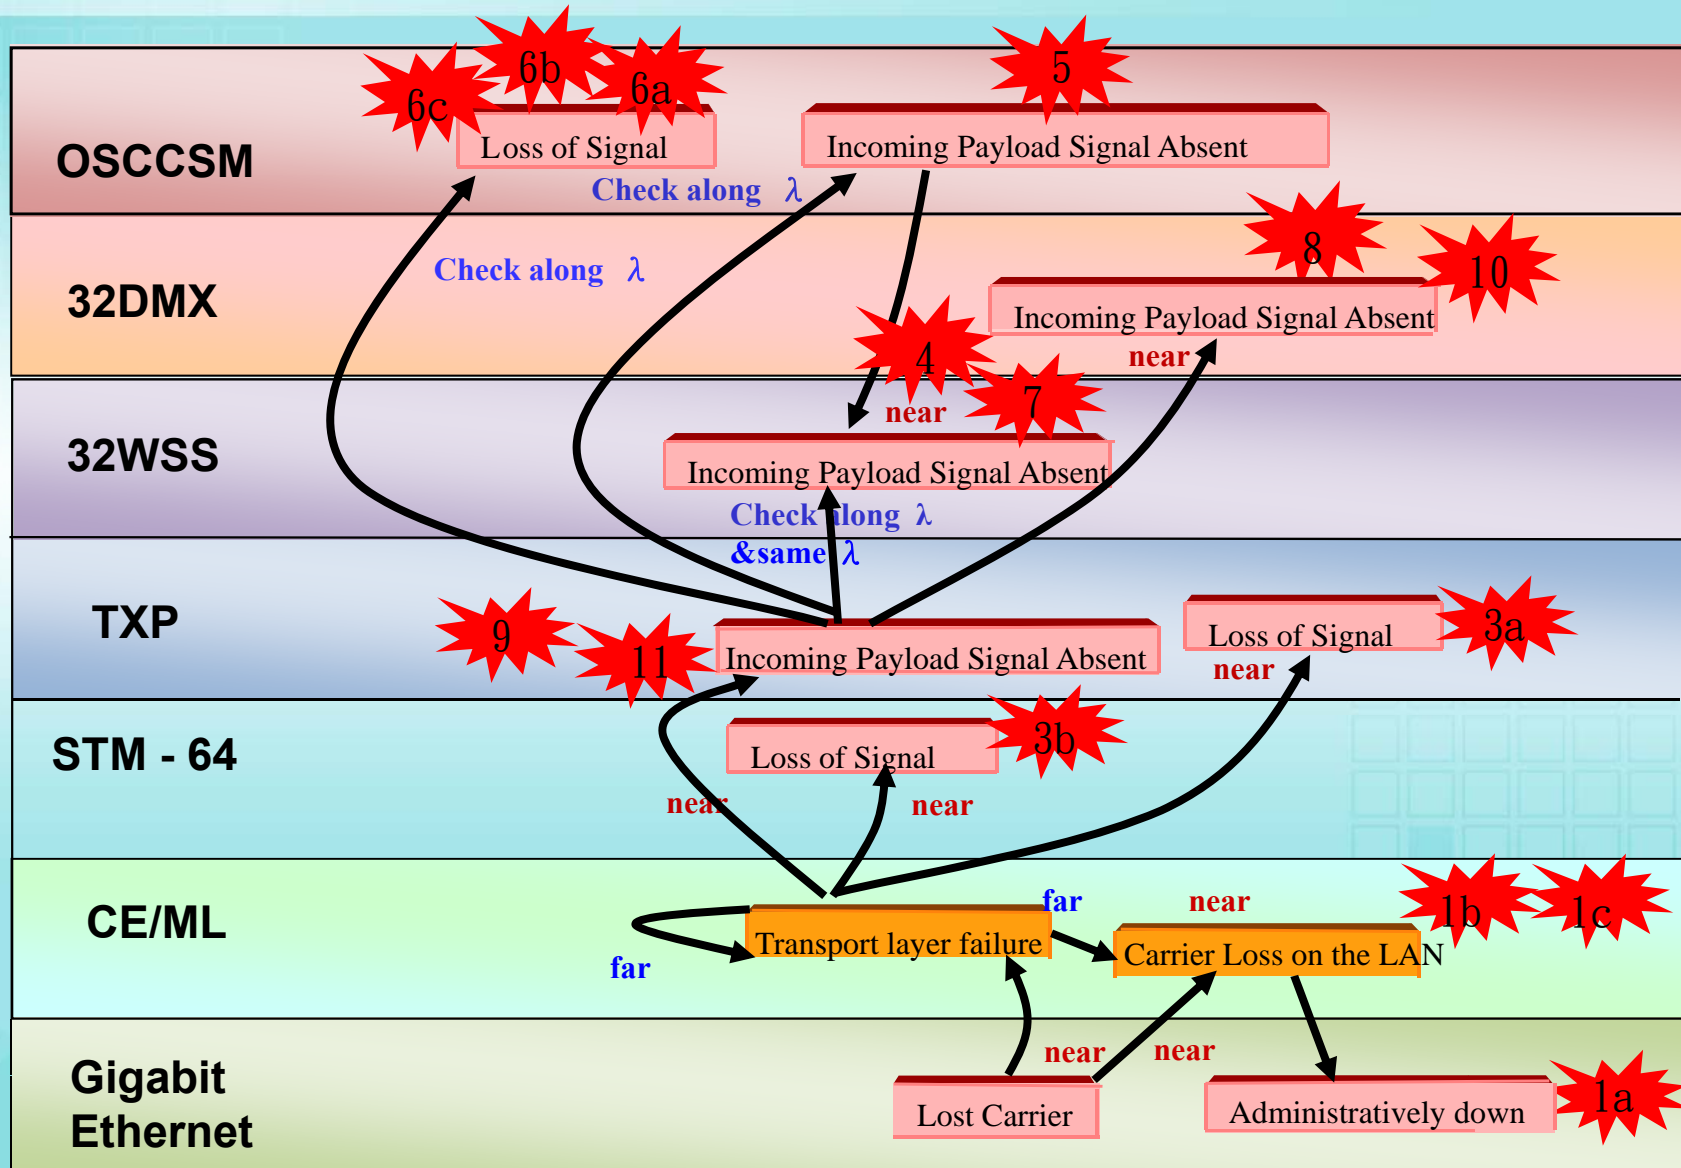 6b
5
6a
6c
Loss of Signal
Incoming Payload Signal Absent
OSCCSM
Check along λ
8
10
Check along λ
32DMX
Incoming Payload Signal Absent
near
4
7
near
32WSS
Incoming Payload Signal Absent
Check along λ
&same λ
TXP
9
11
Incoming Payload Signal Absent
Loss of Signal
3a
near
STM - 64
Loss of Signal
3b
near
near
CE/ML
far
near
1b
1c
Transport layer failure
Carrier Loss on the LAN
far
Gigabit
Ethernet
near
near
Lost Carrier
Administratively down
1a